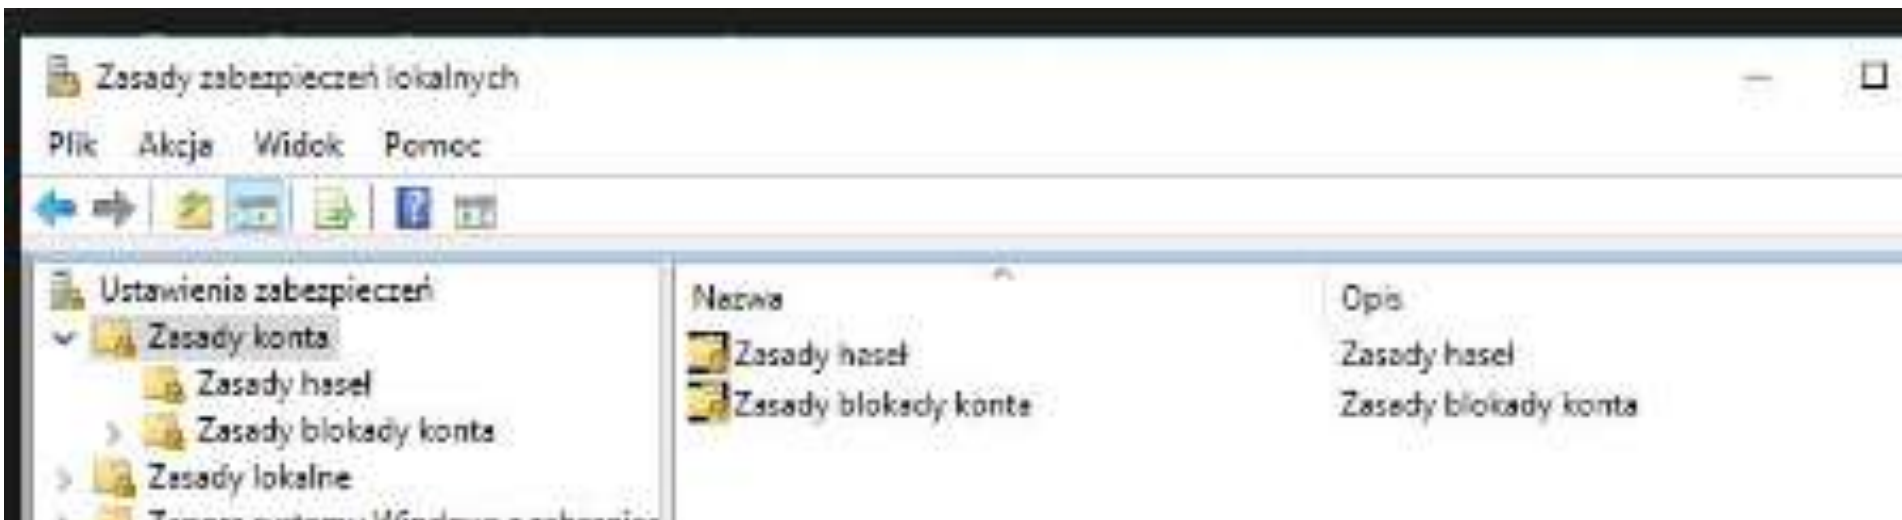 Zasady zabezpieczeń lokalnych
Plik Akcja Widok Pomoc
Ustawienia zabezpieczeń
Zasady konta
Zasady haseł
Zasady blokady konta
Zasady lokalne
Nazwa Opis
Zasady haseł Zasady haseł
Zasady blokady konta Zasady blokady konta